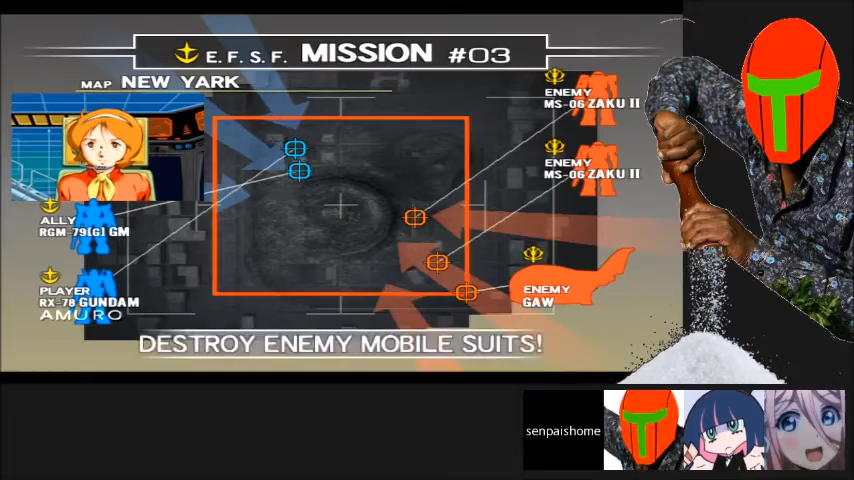 E. F. S. F. MISSION #03
MAP NEW YARK
ENEMY
MS-06 ZAKU II
ENEMY
MS-06 ZAKU II
ALLY
RGM-79[G] GM
PLAYER
RX-78 GUNDAM
AMURO
ENEMY
GAW
DESTROY ENEMY MOBILE SUITS!
senpaishome